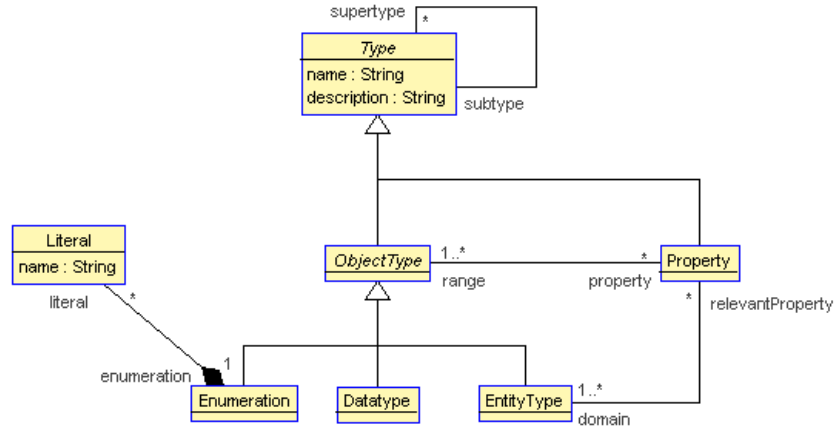 supertype
*
Type
name : String
description : String
subtype
Literal
name : String
ObjectType
1..*
range
*
property
Property
literal
*
*
relevantProperty
enumeration
1
Enumeration
Datatype
EntityType
1..*
domain